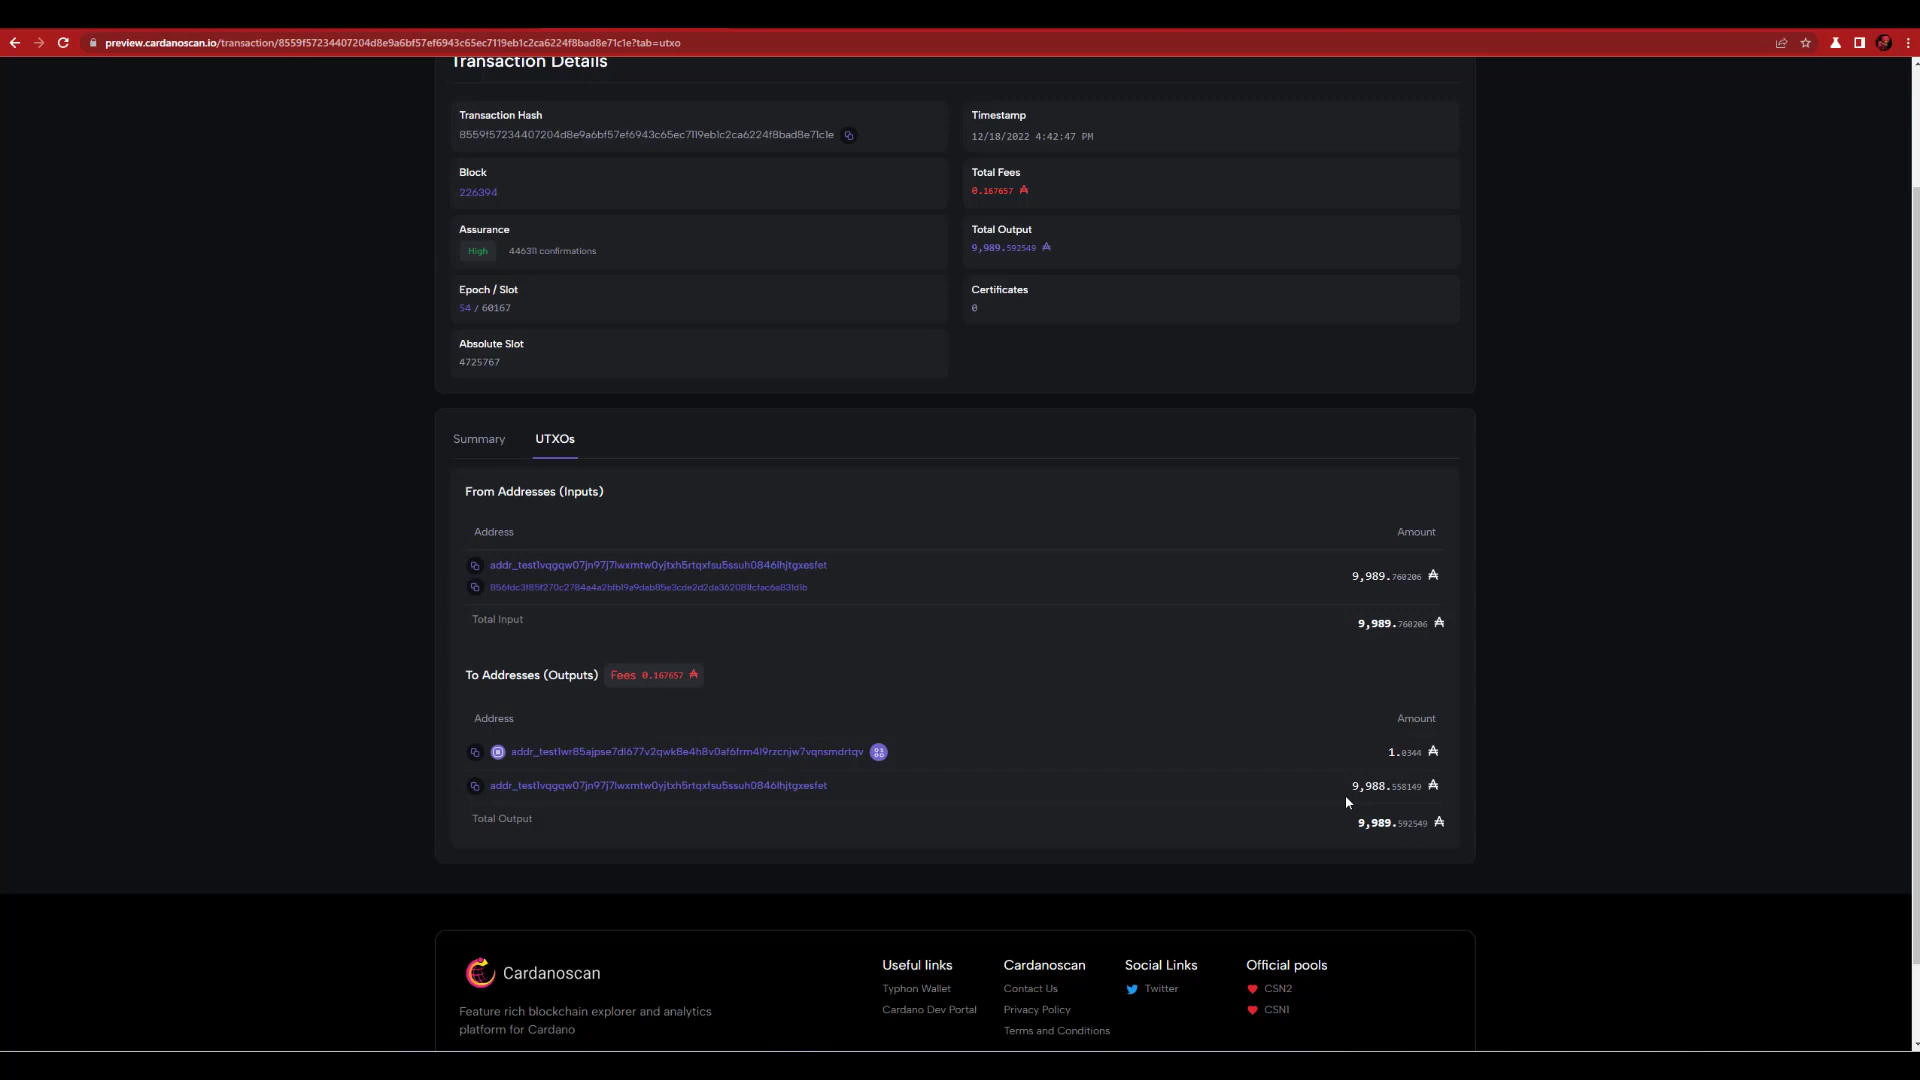 preview.cardanoscan.io/transaction/8559f57234407204d8e9a6bf57ef6943c65ec7119eb1c2ca6224f8bad8e71c1e?tab=utxo
Transaction Details
Transaction Hash
8559f57234407204d8e9a6bf57ef6943c65ec7119eb1c2ca6224f8bad8e71c1e
Timestamp
12/18/2022 4:42:47 PM
Block
226394
Total Fees
0.167657 ₳
Assurance
High 446311 confirmations
Total Output
9,989.592549 ₳
Epoch / Slot
54 / 60167
Certificates
0
Absolute Slot
4725767
Summary UTXOs
From Addresses (Inputs)
Address Amount
addr_test1vqgqw07jn97j7lwxmtw0yjtxh5rtqxfsu5ssuh0846lhjtgxesfet
9,989.760206 ₳
856fdc3f85f270c2784a4a2bfb19a9dab85e3cde2d2da362081fcfac6a831d1b
Total Input 9,989.760206 ₳
To Addresses (Outputs) Fees 0.167657 ₳
Address Amount
addr_test1wr85ajpse7dl677v2qwk8e4h8v0af6frm4l9rzcnjw7vqnsmdrtqv 1.0344 ₳
addr_test1vqgqw07jn97j7lwxmtw0yjtxh5rtqxfsu5ssuh0846lhjtgxesfet 9,988.558149 ₳
Total Output 9,989.592549 ₳
Cardanoscan
Feature rich blockchain explorer and analytics
platform for Cardano
Useful links
Typhon Wallet
Cardano Dev Portal
Cardanoscan
Contact Us
Privacy Policy
Terms and Conditions
Social Links
Twitter
Official pools
CSN2
CSN1